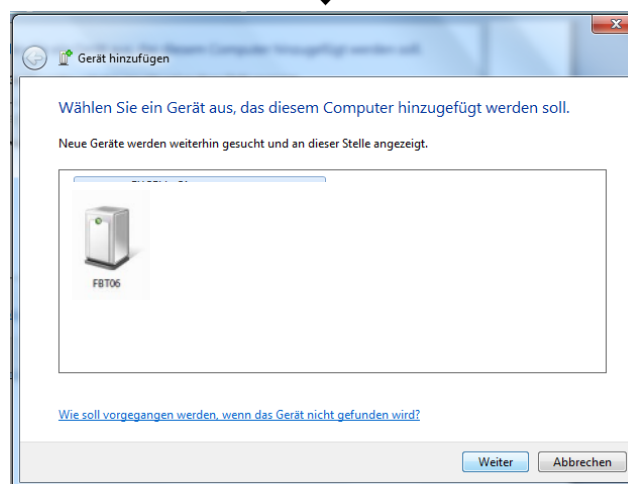 Gerät hinzufügen
Wählen Sie ein Gerät aus, das diesem Computer hinzugefügt werden soll.
Neue Geräte werden weiterhin gesucht und an dieser Stelle angezeigt.
FBT06
Wie soll vorgegangen werden, wenn das Gerät nicht gefunden wird?
Weiter
Abbrechen